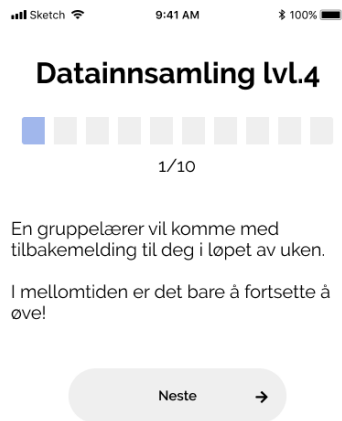 Sketch 9:41 AM 100%
Datainnsamling lvl.4
1/10
En gruppelærer vil komme med
tilbakemelding til deg i løpet av uken.
I mellomtiden er det bare å fortsette å
øve!
Neste →